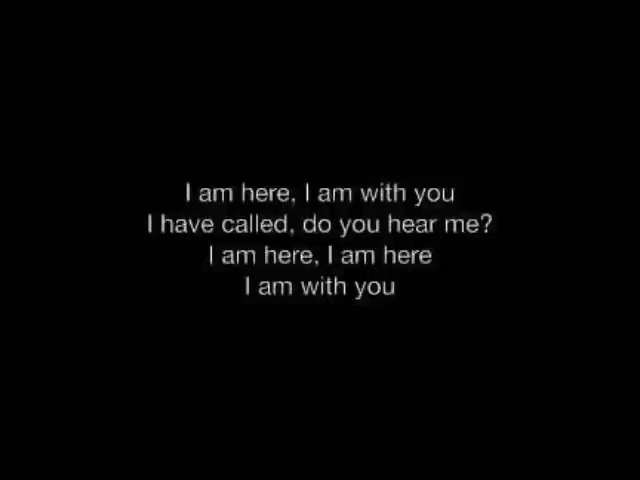 I am here, I am with you
I have called, do you hear me?
I am here, I am here
I am with you